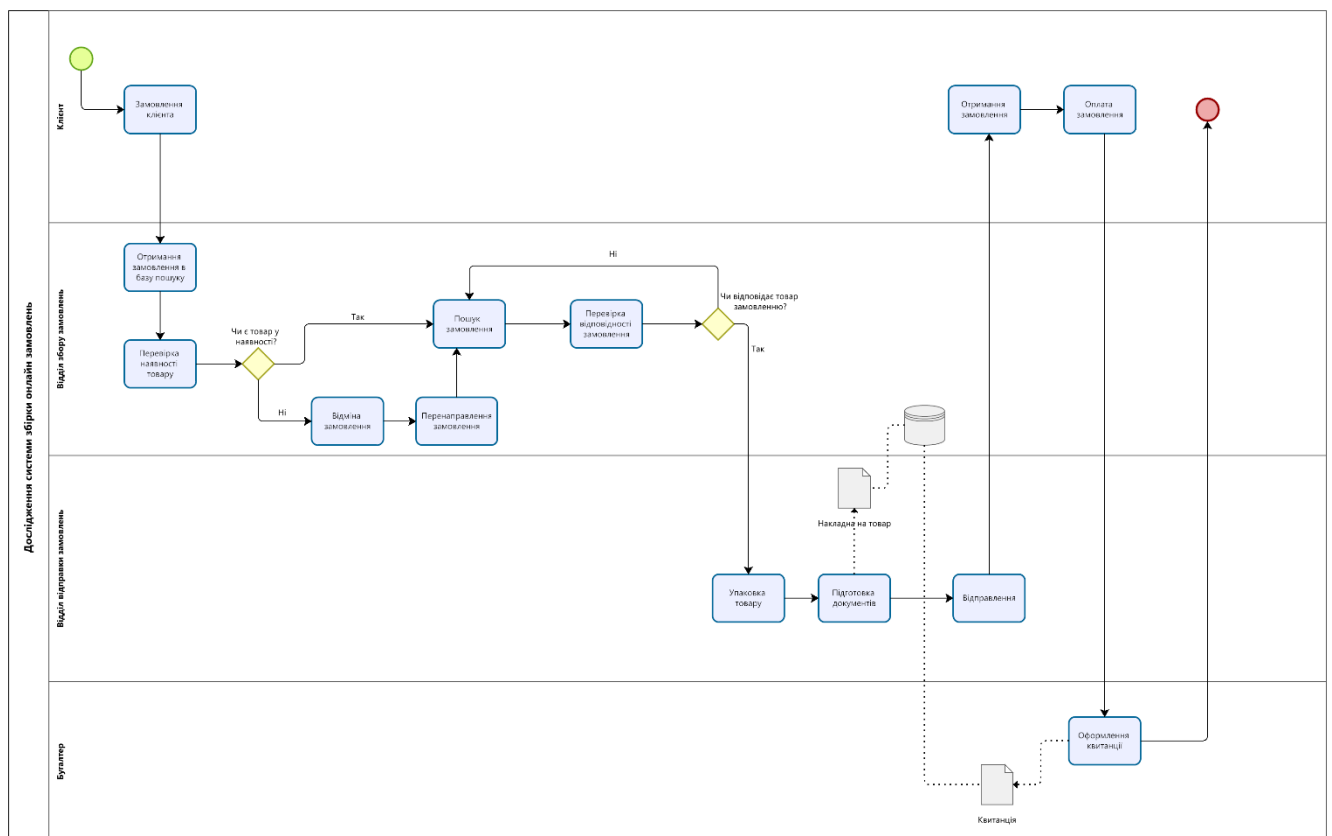 Дослідження системи збірки онлайн замовлень
Клієнт
Замовлення
клієнта
Отримання
замовлення
Оплата
замовлення
Відділ збору замовлень
Отримання
замовлення в
базу пошуку
Перевірка
наявності
товару
Чи є товар у
наявності?
Так
Ні
Відміна
замовлення
Перенаправлення
замовлення
Пошук
замовлення
Перевірка
відповідності
замовлення
Ні
Чи відповідає товар
замовленню?
Так
Відділ відправки замовлень
Накладна на товар
Упаковка
товару
Підготовка
документів
Відправлення
Бугалтер
Оформлення
квитанції
Квитанція